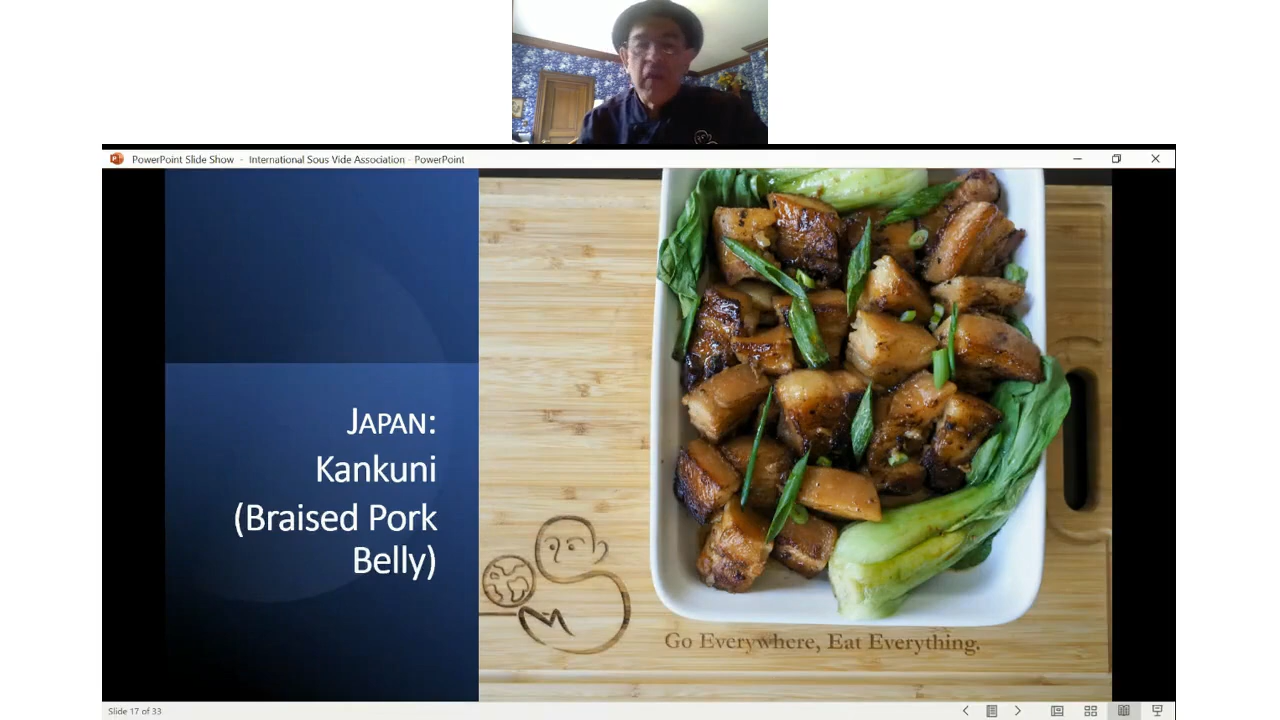 PowerPoint Slide Show - International Sous Vide Association - PowerPoint
JAPAN:
Kankuni
(Braised Pork
Belly)
Go Everywhere, Eat Everything.
Slide 17 of 33